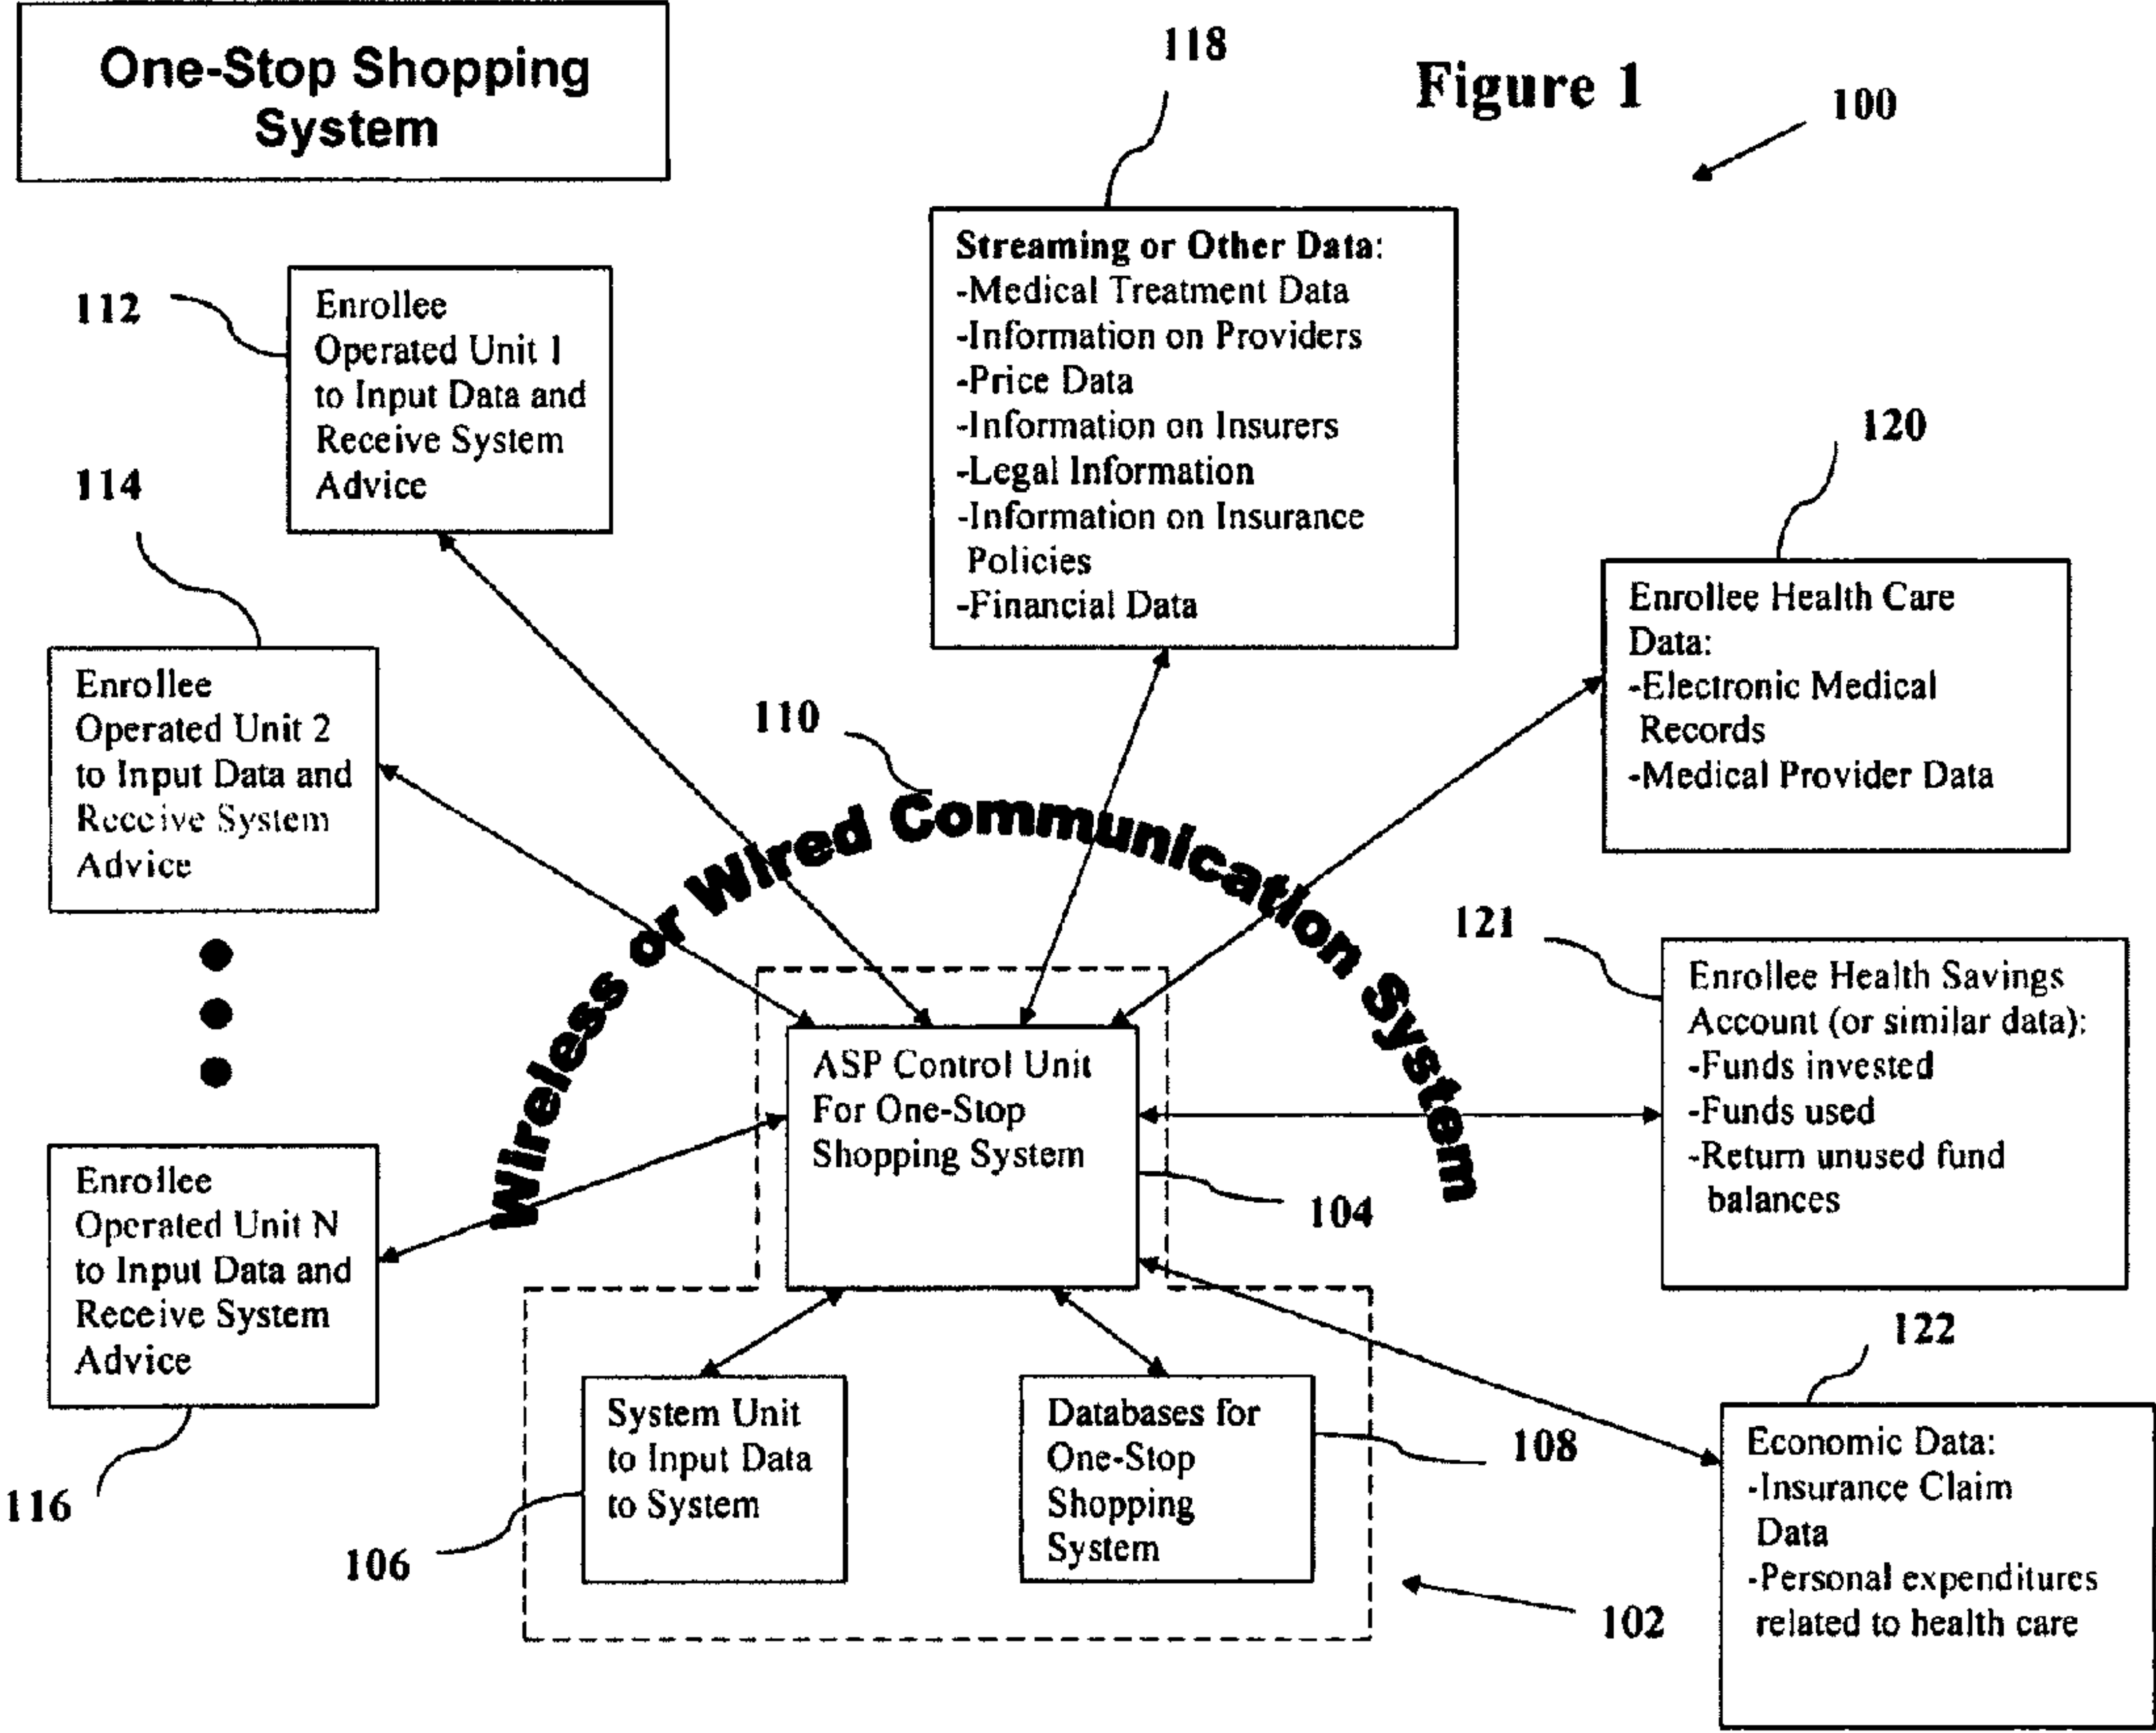 One-Stop Shopping
System
Figure 1
100
118
Streaming or Other Data:
-Medical Treatment Data
-Information on Providers
-Price Data
-Information on Insurers
-Legal Information
-Information on Insurance
Policies
-Financial Data
112
Enrollee
Operated Unit 1
to Input Data and
Receive System
Advice
114
Enrollee
Operated Unit 2
to Input Data and
Receive System
Advice
120
Enrollee Health Care
Data:
-Electronic Medical
Records
-Medical Provider Data
110
Wireless or Wired Communication System
121
Enrollee Health Savings
Account (or similar data):
-Funds invested
-Funds used
-Return unused fund
balances
ASP Control Unit
For One-Stop
Shopping System
104
Enrollee
Operated Unit N
to Input Data and
Receive System
Advice
116
System Unit
to Input Data
to System
106
Databases for
One-Stop
Shopping
System
108
102
122
Economic Data:
-Insurance Claim
Data
-Personal expenditures
related to health care